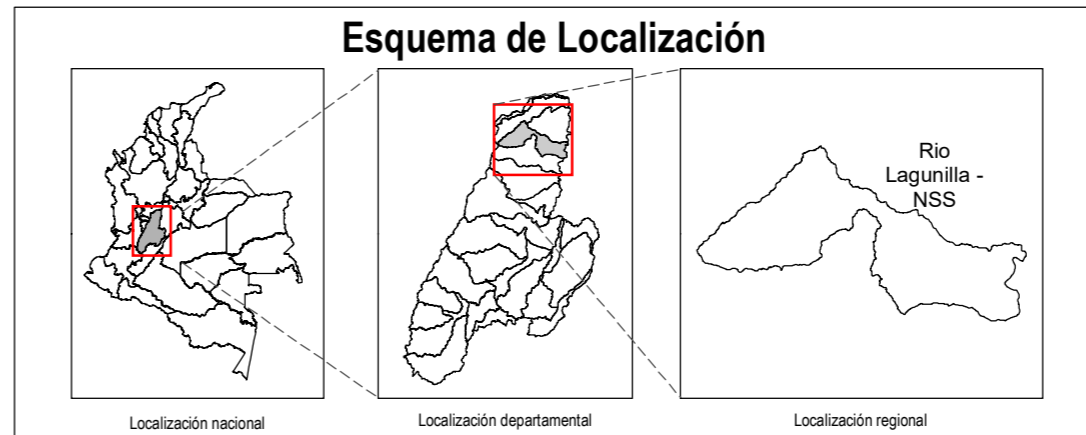 Esquema de Localización
Rio
Lagunilla -
NSS
Localización nacional
Localización departamental
Localización regional